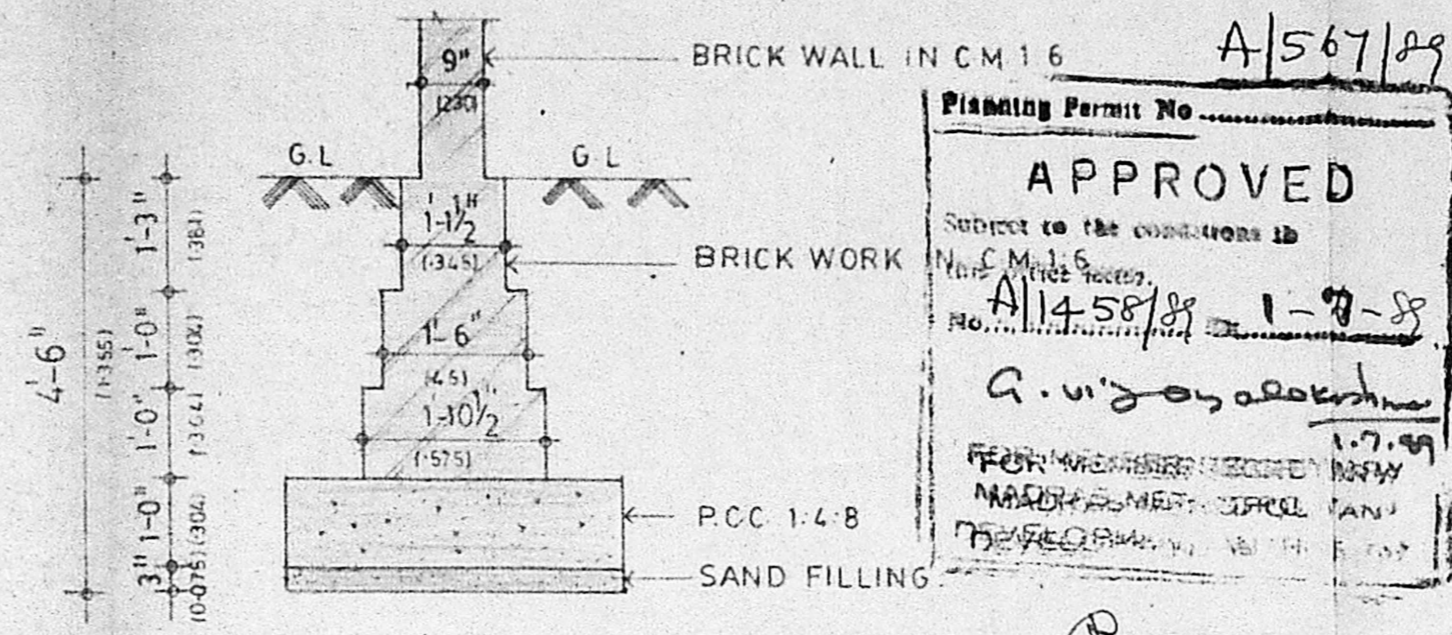 9"
(230)
BRICK WALL IN C M 1 6
G.L
G L
1'-1½"
(.345)
BRICK WORK IN C M 1:6
1'-6"
(.45)
1'-10½"
(.575)
P.C.C 1:4:8
SAND FILLING
4'-6"
(1.355)
1'-3"
(.381)
1'-0"
(.304)
1'-0"
(.304)
1'-0"
(.304)
3"
(0.075)
A/567/89
Planning Permit No
APPROVED
Subject to the conditions in
this office letter.
No. A/1458/89 1-7-89
1.7.89
FOR MEMBER
MADRAS